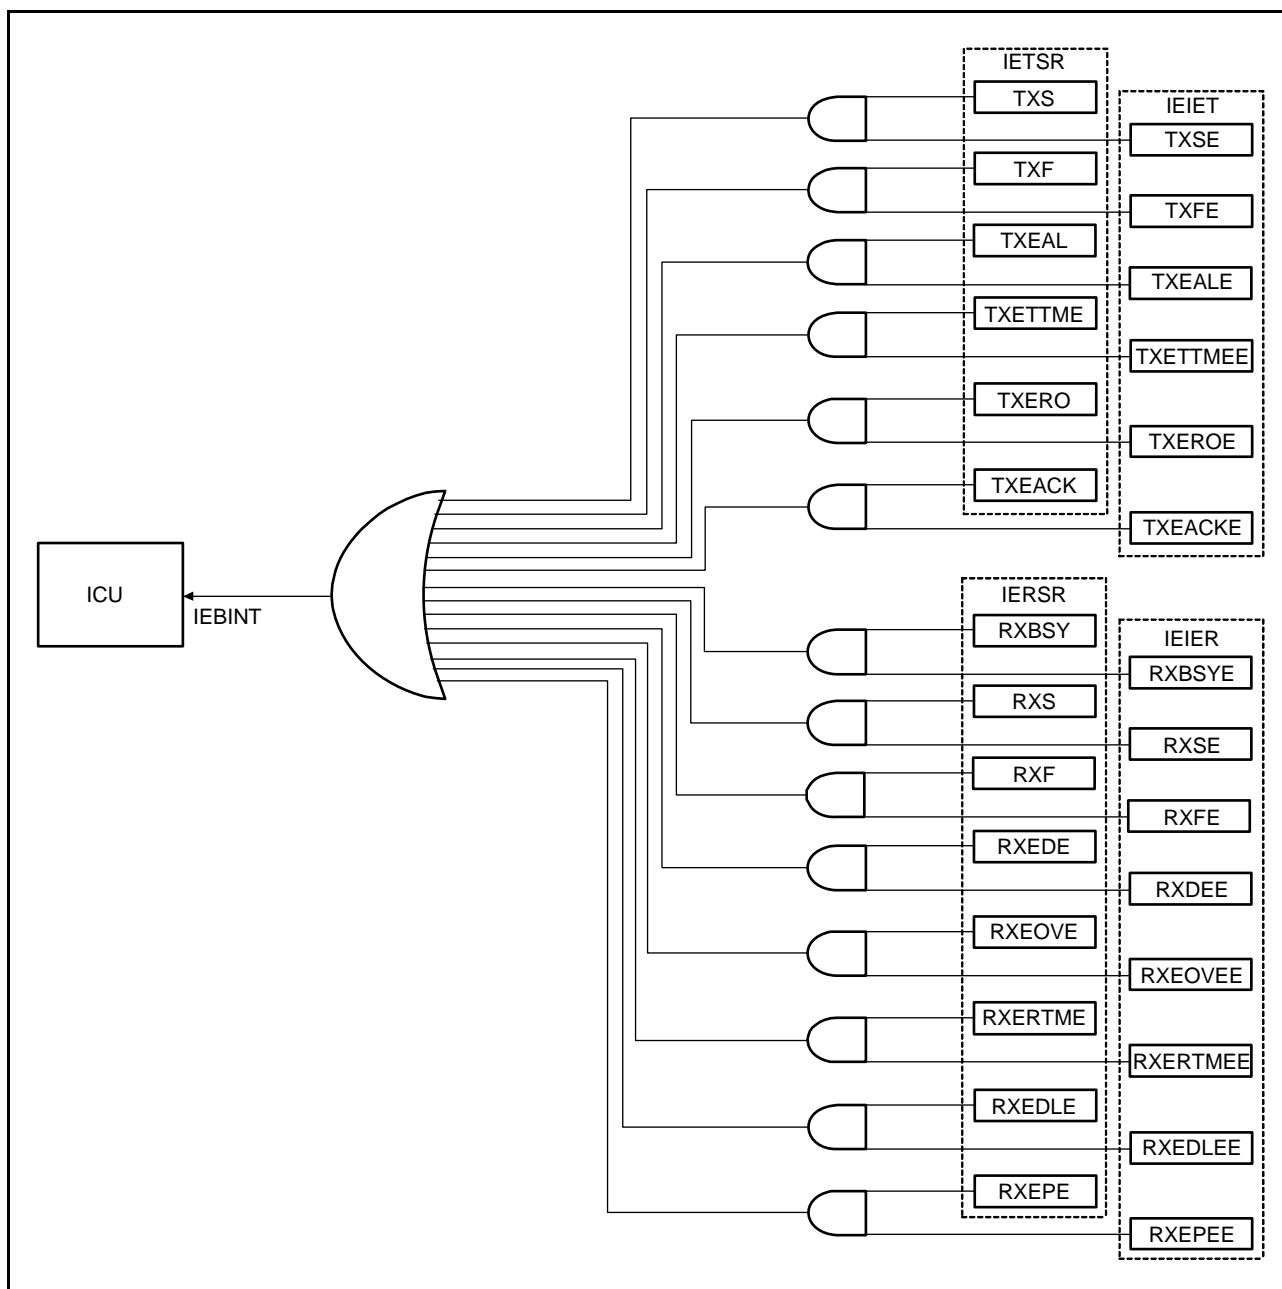 IETSR
TXS
IEIET
TXSE
TXF
TXFE
TXEAL
TXEALE
TXETTME
TXETTMEE
TXERO
TXEROE
TXEACK
TXEACKE
ICU
IEBINT
IERSR
RXBSY
IEIER
RXBSYE
RXS
RXSE
RXF
RXFE
RXEDE
RXDEE
RXEOVE
RXEOVEE
RXERTME
RXERTMEE
RXEDLE
RXEDLEE
RXEPE
RXEPEE